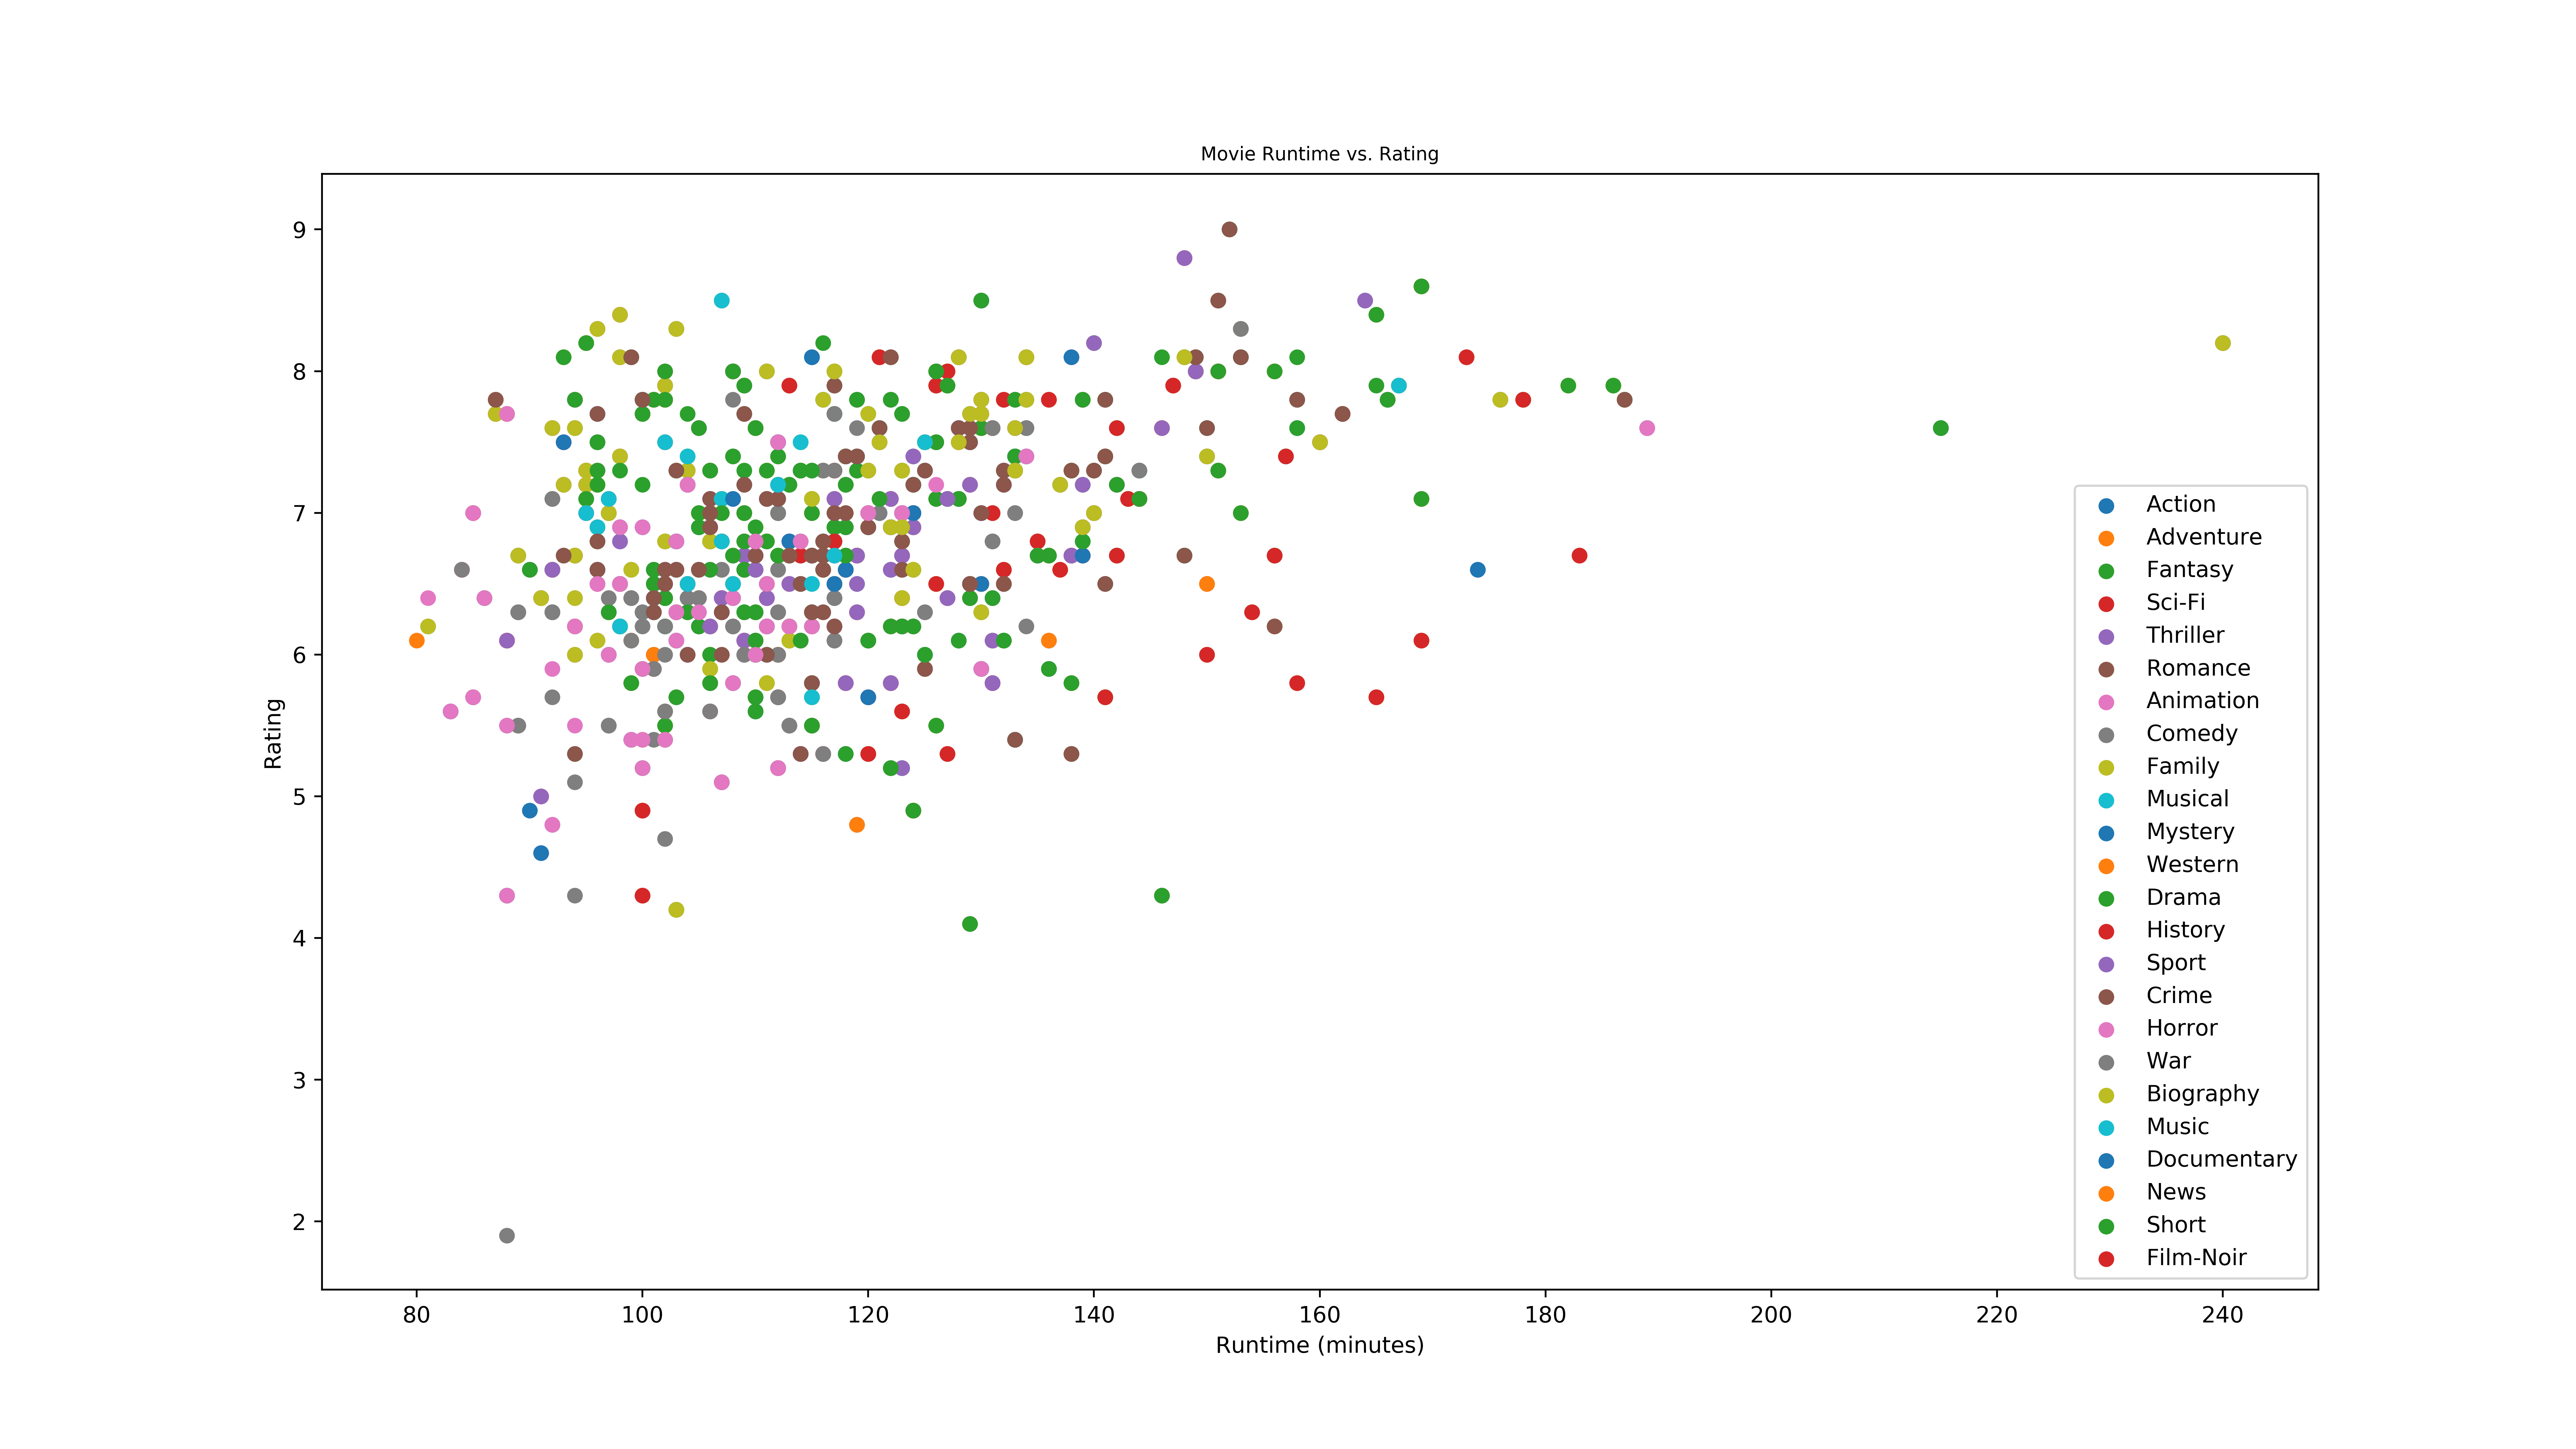 Movie Runtime vs. Rating
9
8
7
6
5
4
3
2
Rating
80 100 120 140 160 180 200 220 240
Runtime (minutes)
Action
Adventure
Fantasy
Sci-Fi
Thriller
Romance
Animation
Comedy
Family
Musical
Mystery
Western
Drama
History
Sport
Crime
Horror
War
Biography
Music
Documentary
News
Short
Film-Noir